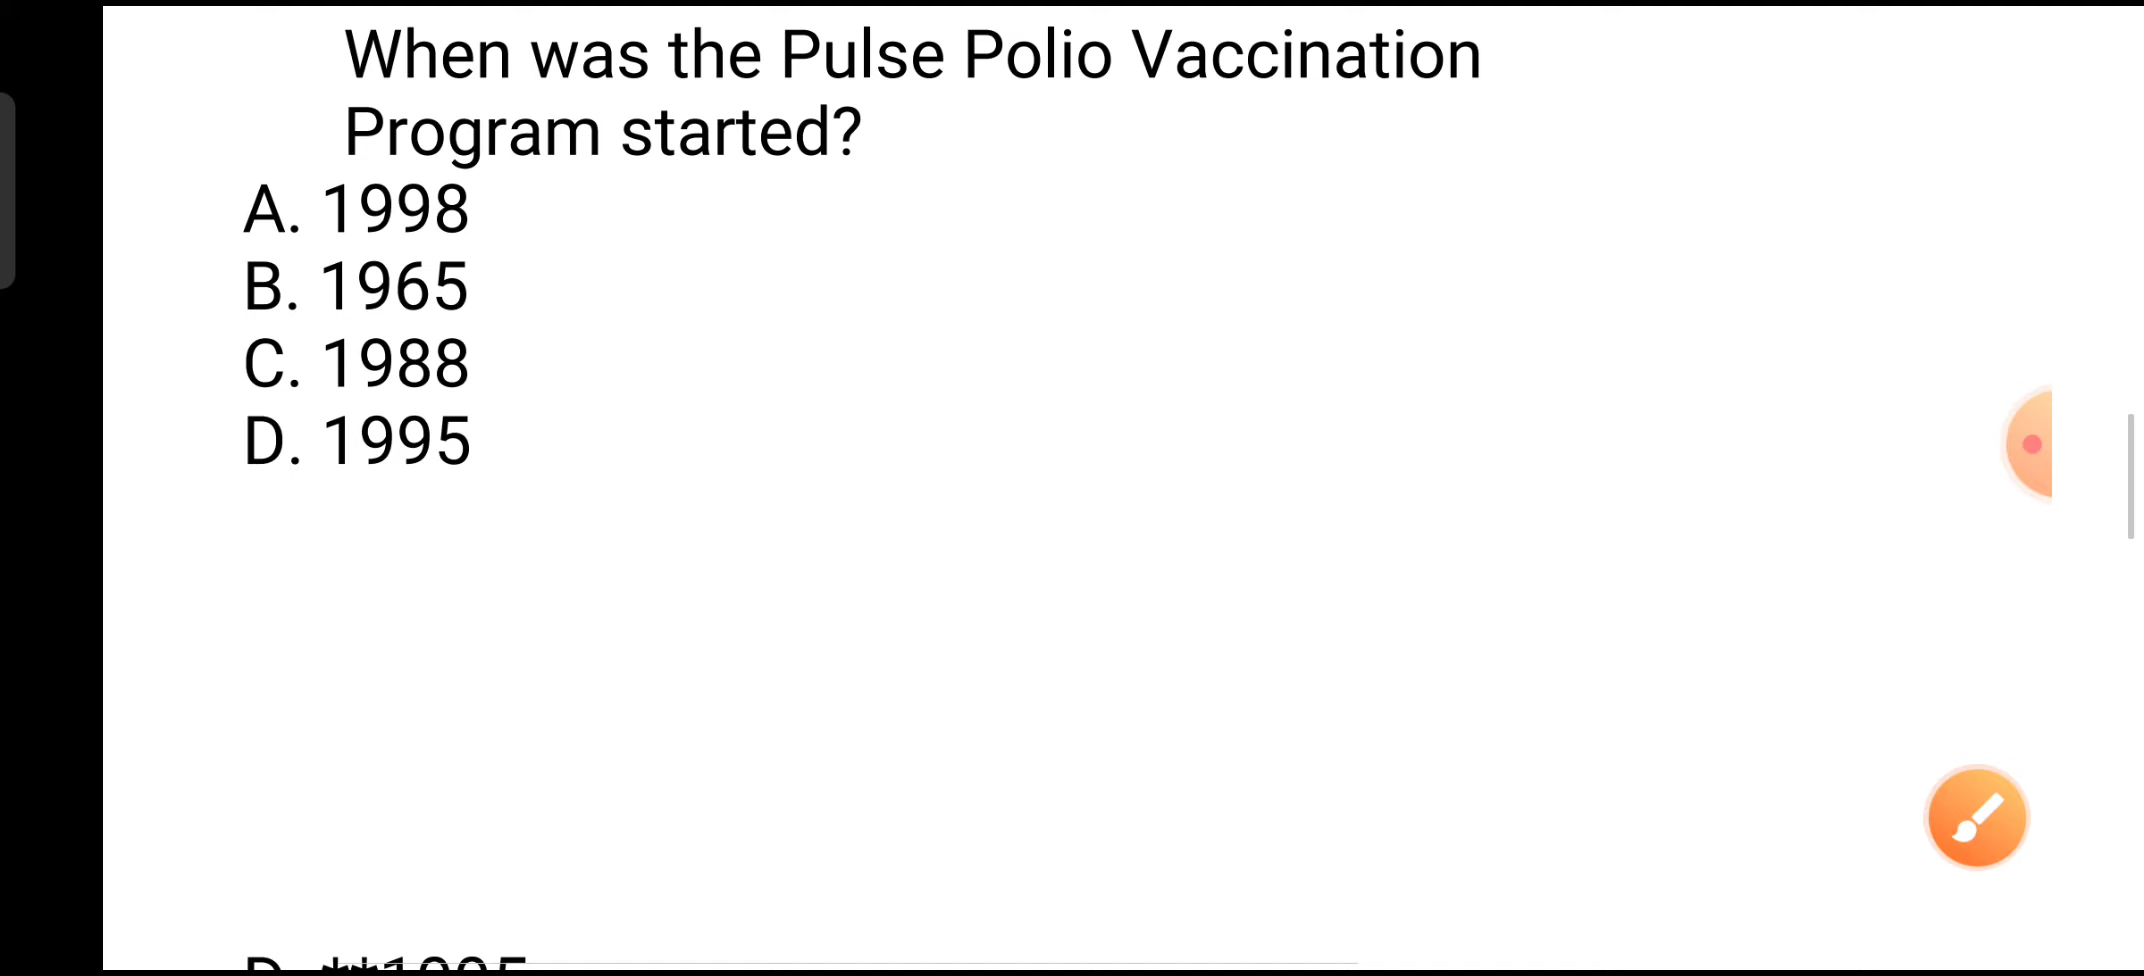 When was the Pulse Polio Vaccination
Program started?
A. 1998
B. 1965
C. 1988
D. 1995